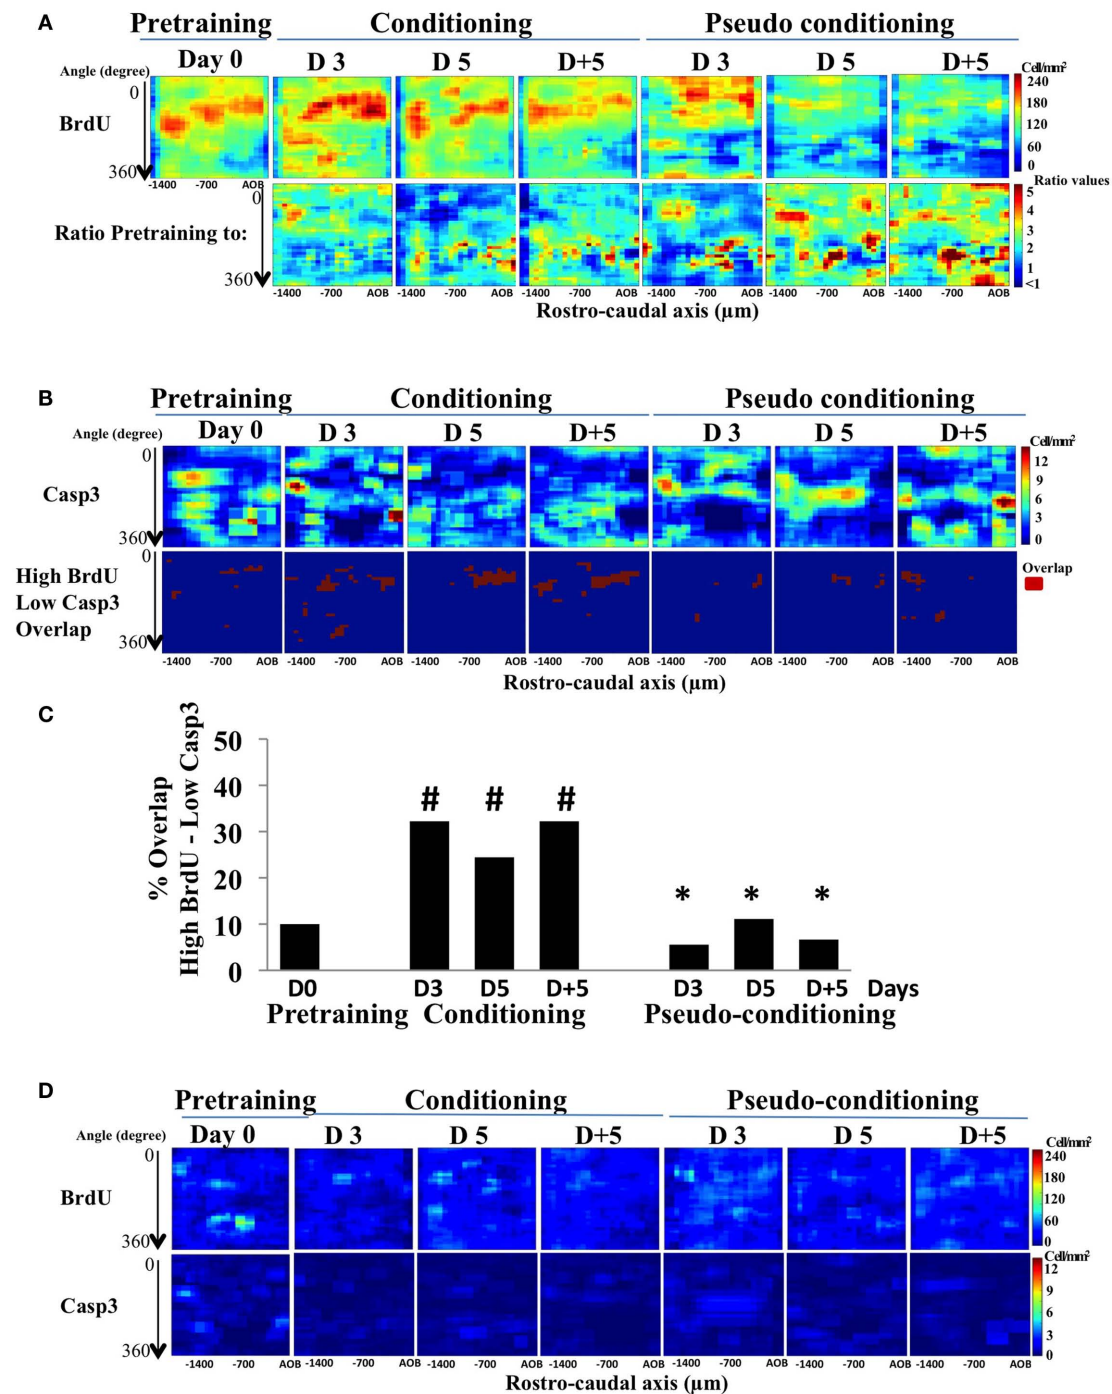 A
Pretraining Conditioning Pseudo conditioning
Day 0 D 3 D 5 D+5 D 3 D 5 D+5
Angle (degree) Cell/mm²
0 240
BrdU 180
120
60
360 0
-1400 -700 AOB
Ratio values
0 5
Ratio Pretraining to: 4
3
2
360 <1
-1400 -700 AOB -1400 -700 AOB -1400 -700 AOB -1400 -700 AOB -1400 -700 AOB -1400 -700 AOB
Rostro-caudal axis (µm)
B
Pretraining Conditioning Pseudo conditioning
Angle (degree) Day 0 D 3 D 5 D+5 D 3 D 5 D+5 Cell/mm²
0 12
Casp3 9
6
3
360 0
0
High BrdU Overlap
Low Casp3
Overlap
360
-1400 -700 AOB -1400 -700 AOB -1400 -700 AOB -1400 -700 AOB -1400 -700 AOB -1400 -700 AOB -1400 -700 AOB
Rostro-caudal axis (µm)
C
% Overlap
High BrdU - Low Casp3
50
40 # # #
30
20 * * *
10
0
D0 D3 D5 D+5 D3 D5 D+5 Days
Pretraining Conditioning Pseudo-conditioning
D
Pretraining Conditioning Pseudo-conditioning
Angle (degree) Day 0 D 3 D 5 D+5 D 3 D 5 D+5 Cell/mm²
0 240
BrdU 180
120
60
360 0
Cell/mm²
0 12
Casp3 9
6
3
360 0
-1400 -700 AOB -1400 -700 AOB -1400 -700 AOB -1400 -700 AOB -1400 -700 AOB -1400 -700 AOB -1400 -700 AOB
Rostro-caudal axis (µm)